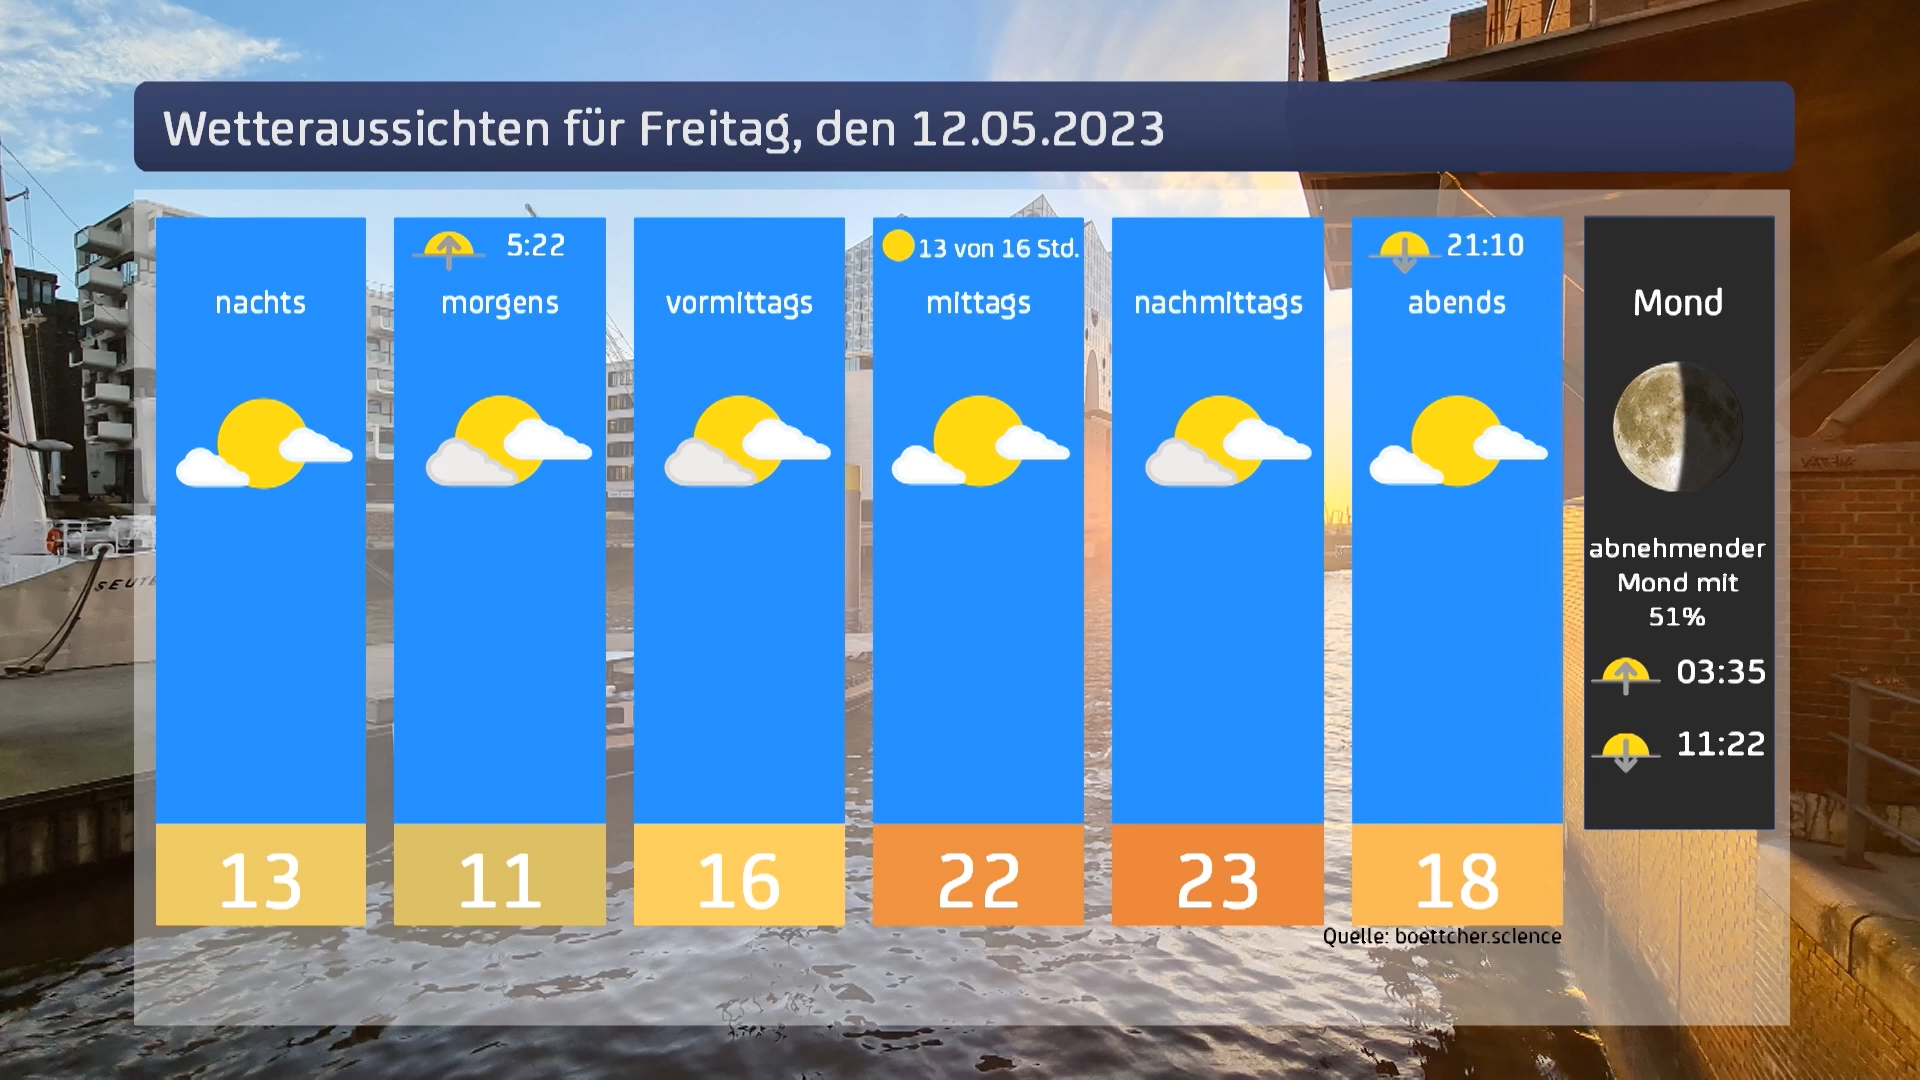 Wetteraussichten für Freitag, den 12.05.2023
5:22
13 von 16 Std.
21:10
nachts
morgens
vormittags
mittags
nachmittags
abends
Mond
abnehmender
Mond mit
51%
03:35
11:22
13
11
16
22
23
18
Quelle: boettcher.science
SEUTE